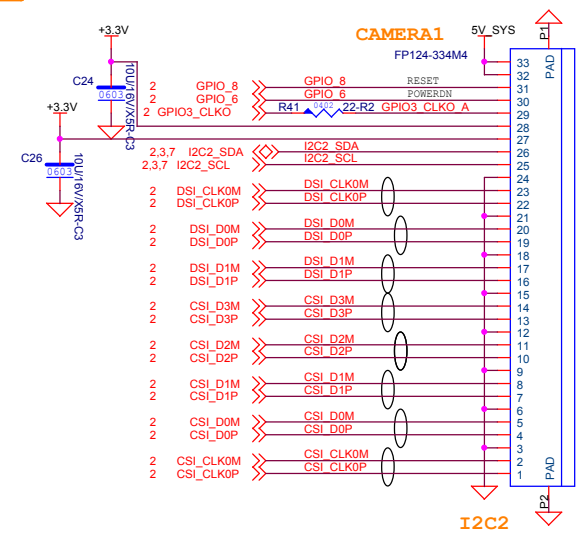 CAMERA1
5V_SYS
P1
+3.3V
FP124-334M4
PAD
33
32
C24
10U/16V/X5R-C3
0603
2 GPIO_8 GPIO_8 RESET 31
2 GPIO_6 GPIO_6 POWERDN 30
2 GPIO3_CLKO R41 0402 22-R2 GPIO3_CLKO_A 29
+3.3V
28
27
2,3,7 I2C2_SDA I2C2_SDA 26
2,3,7 I2C2_SCL I2C2_SCL 25
C26
10U/16V/X5R-C3
0603
24
2 DSI_CLK0M DSI_CLK0M 23
2 DSI_CLK0P DSI_CLK0P 22
21
2 DSI_D0M DSI_D0M 20
2 DSI_D0P DSI_D0P 19
18
2 DSI_D1M DSI_D1M 17
2 DSI_D1P DSI_D1P 16
15
2 CSI_D3M CSI_D3M 14
2 CSI_D3P CSI_D3P 13
12
2 CSI_D2M CSI_D2M 11
2 CSI_D2P CSI_D2P 10
9
2 CSI_D1M CSI_D1M 8
2 CSI_D1P CSI_D1P 7
6
2 CSI_D0M CSI_D0M 5
2 CSI_D0P CSI_D0P 4
3
2 CSI_CLK0M CSI_CLK0M 2
2 CSI_CLK0P CSI_CLK0P 1
PAD
P2
I2C2